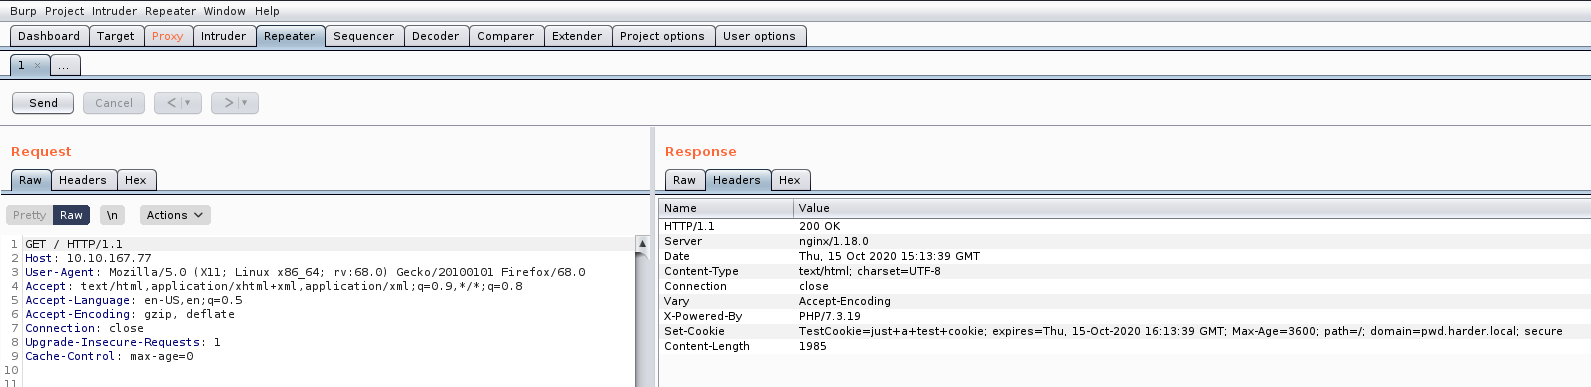 Burp Project Intruder Repeater Window Help
Dashboard Target Proxy Intruder Repeater Sequencer Decoder Comparer Extender Project options User options
1 × ...
Send Cancel < ▾ > ▾
Request
Raw Headers Hex
Pretty Raw \n Actions
1 GET / HTTP/1.1
2 Host: 10.10.167.77
3 User-Agent: Mozilla/5.0 (X11; Linux x86_64; rv:68.0) Gecko/20100101 Firefox/68.0
4 Accept: text/html,application/xhtml+xml,application/xml;q=0.9,*/*;q=0.8
5 Accept-Language: en-US,en;q=0.5
6 Accept-Encoding: gzip, deflate
7 Connection: close
8 Upgrade-Insecure-Requests: 1
9 Cache-Control: max-age=0
10
11
Response
Raw Headers Hex
Name Value
HTTP/1.1 200 OK
Server nginx/1.18.0
Date Thu, 15 Oct 2020 15:13:39 GMT
Content-Type text/html; charset=UTF-8
Connection close
Vary Accept-Encoding
X-Powered-By PHP/7.3.19
Set-Cookie TestCookie=just+a+test+cookie; expires=Thu, 15-Oct-2020 16:13:39 GMT; Max-Age=3600; path=/; domain=pwd.harder.local; secure
Content-Length 1985